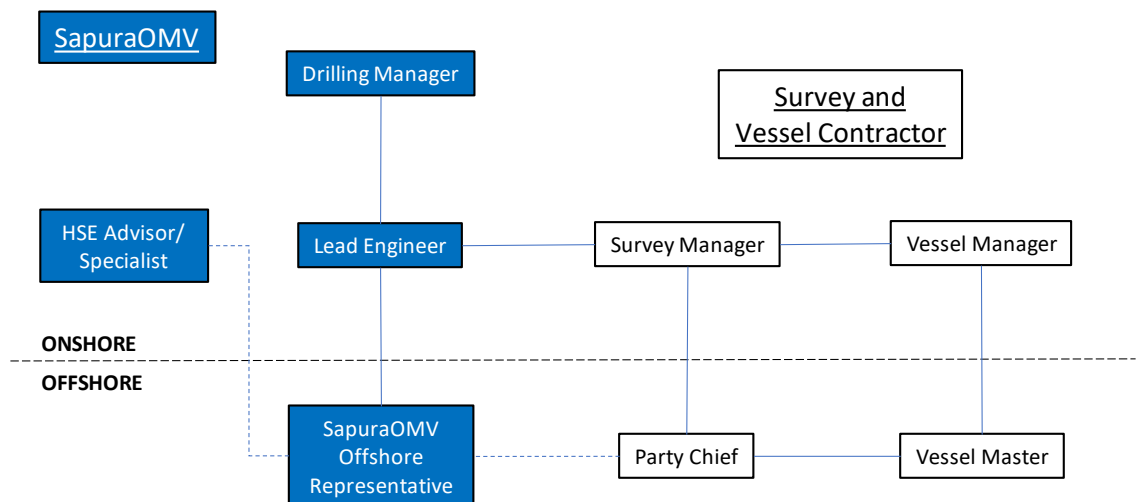 SapuraOMV
Drilling Manager
Survey and
Vessel Contractor
HSE Advisor/
Specialist
Lead Engineer
Survey Manager
Vessel Manager
ONSHORE
OFFSHORE
SapuraOMV
Offshore
Representative
Party Chief
Vessel Master